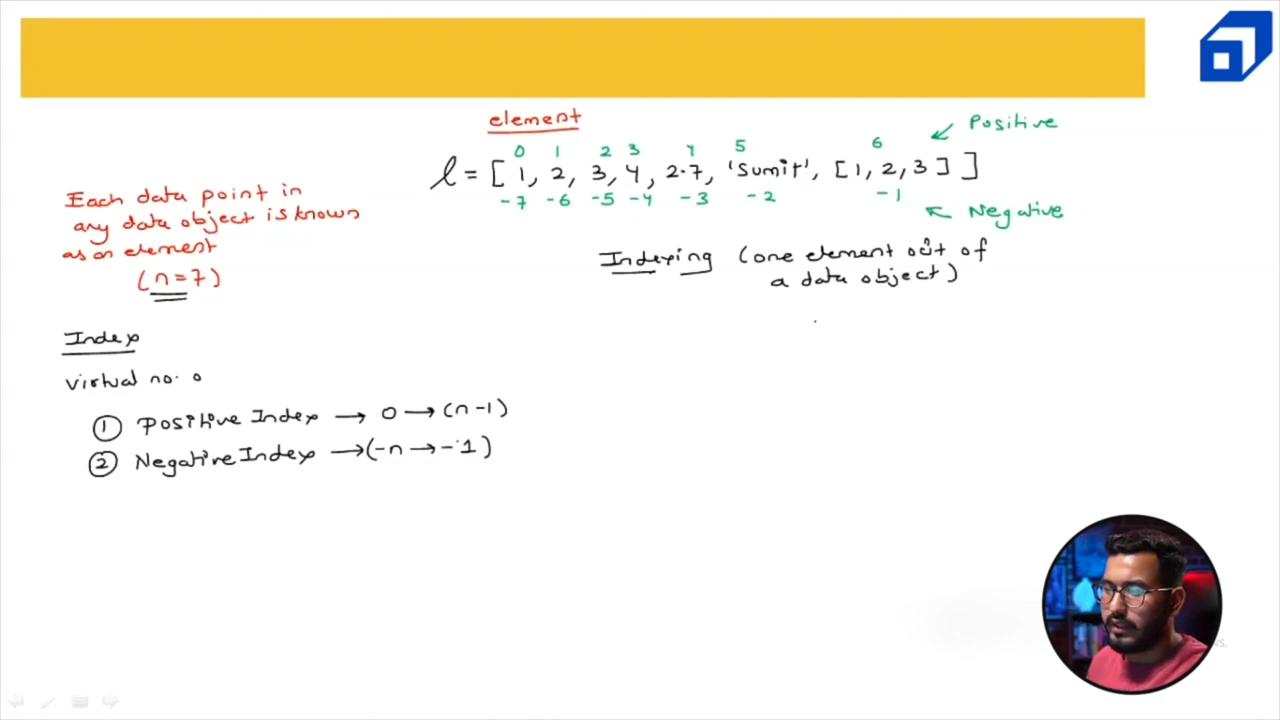 element
Positive
0 1 2 3 4 5 6
l = [ 1, 2, 3, 4, 2.7, 'Sumit', [1, 2, 3 ] ]
-7 -6 -5 -4 -3 -2 -1
Negative
Each data point in
any data object is known
as an element
(n=7)
Indexing (one element out of
a data object)
Index
Virtual no. o
1 Positive Index → 0 → (n-1)
2 Negative Index → (-n → -1)